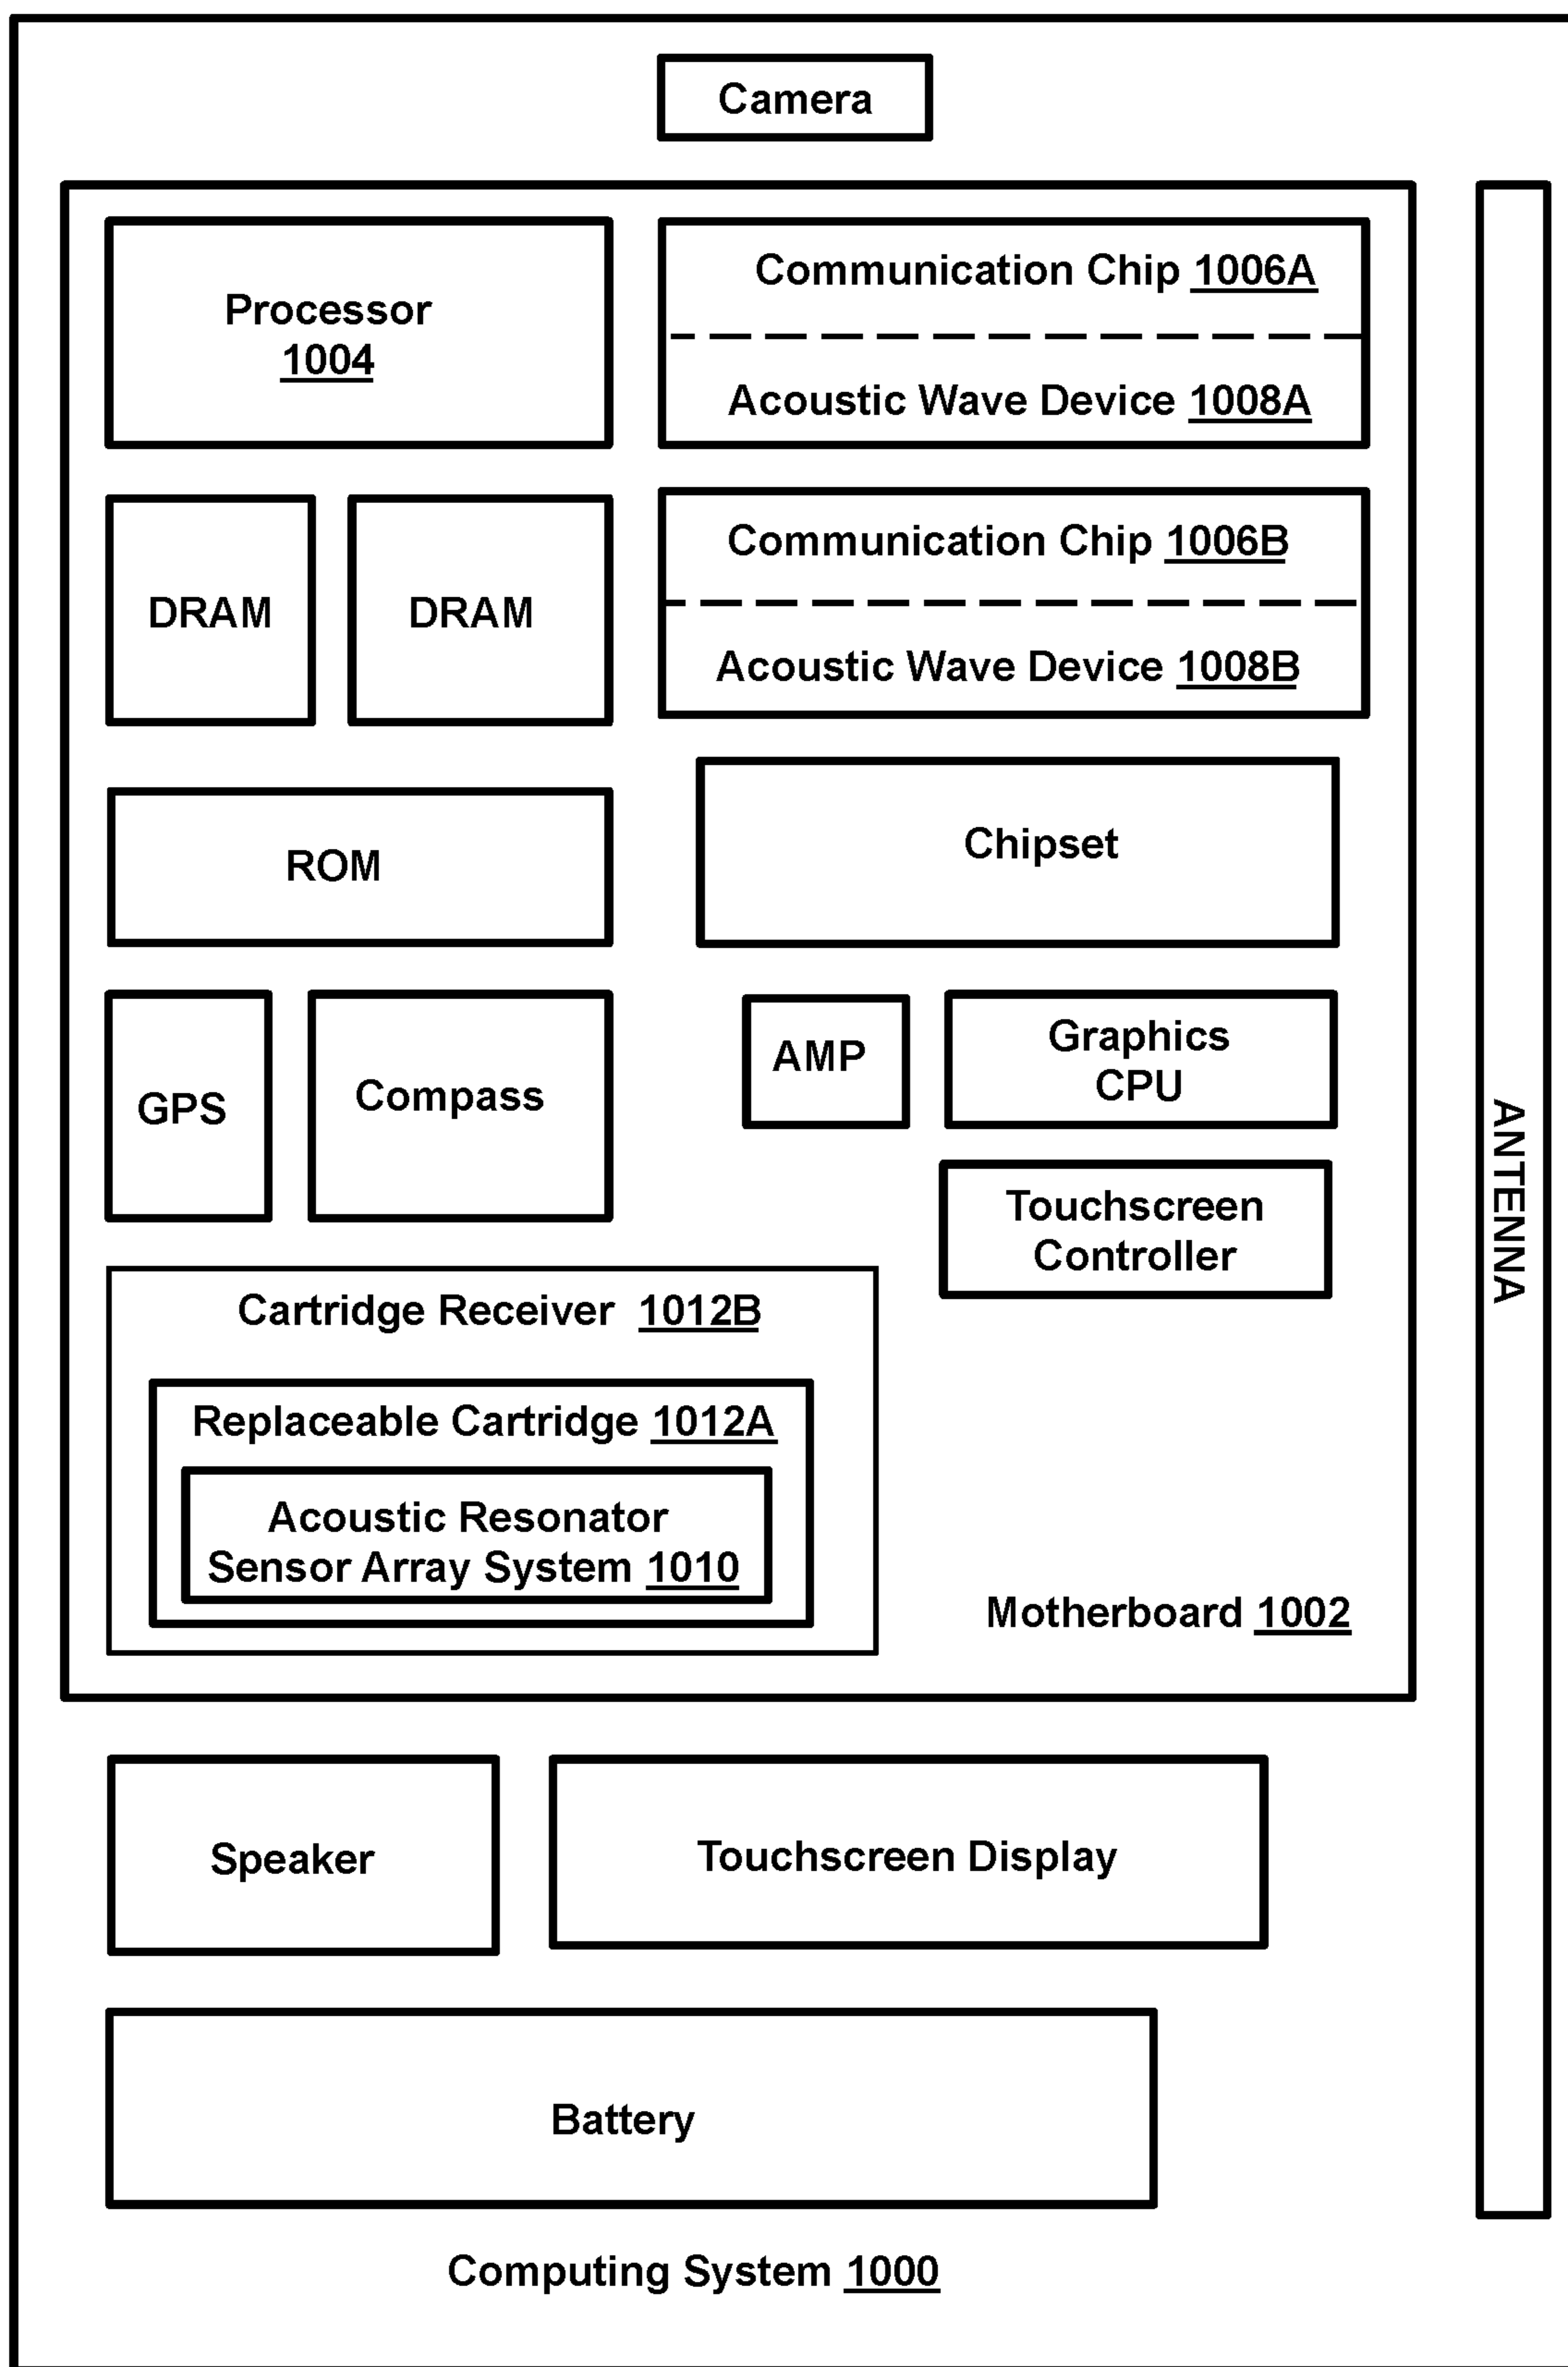 Camera
Processor
1004
Communication Chip 1006A
Acoustic Wave Device 1008A
DRAM
DRAM
Communication Chip 1006B
Acoustic Wave Device 1008B
ROM
Chipset
GPS
Compass
AMP
Graphics
CPU
Touchscreen
Controller
Cartridge Receiver 1012B
Replaceable Cartridge 1012A
Acoustic Resonator
Sensor Array System 1010
Motherboard 1002
ANTENNA
Speaker
Touchscreen Display
Battery
Computing System 1000